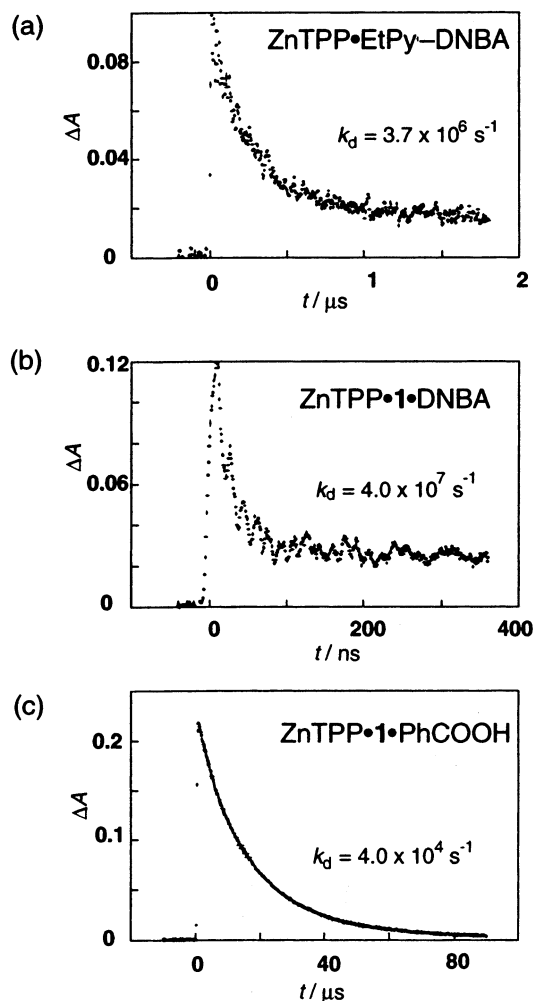 (a)
ZnTPP•EtPy–DNBA
k_d = 3.7 x 10^6 s^-1
ΔA
0.08
0.04
0
0
1
2
t / μs
(b)
ZnTPP•1•DNBA
k_d = 4.0 x 10^7 s^-1
ΔA
0.12
0.06
0
0
200
400
t / ns
(c)
ZnTPP•1•PhCOOH
k_d = 4.0 x 10^4 s^-1
ΔA
0.2
0.1
0
0
40
80
t / μs